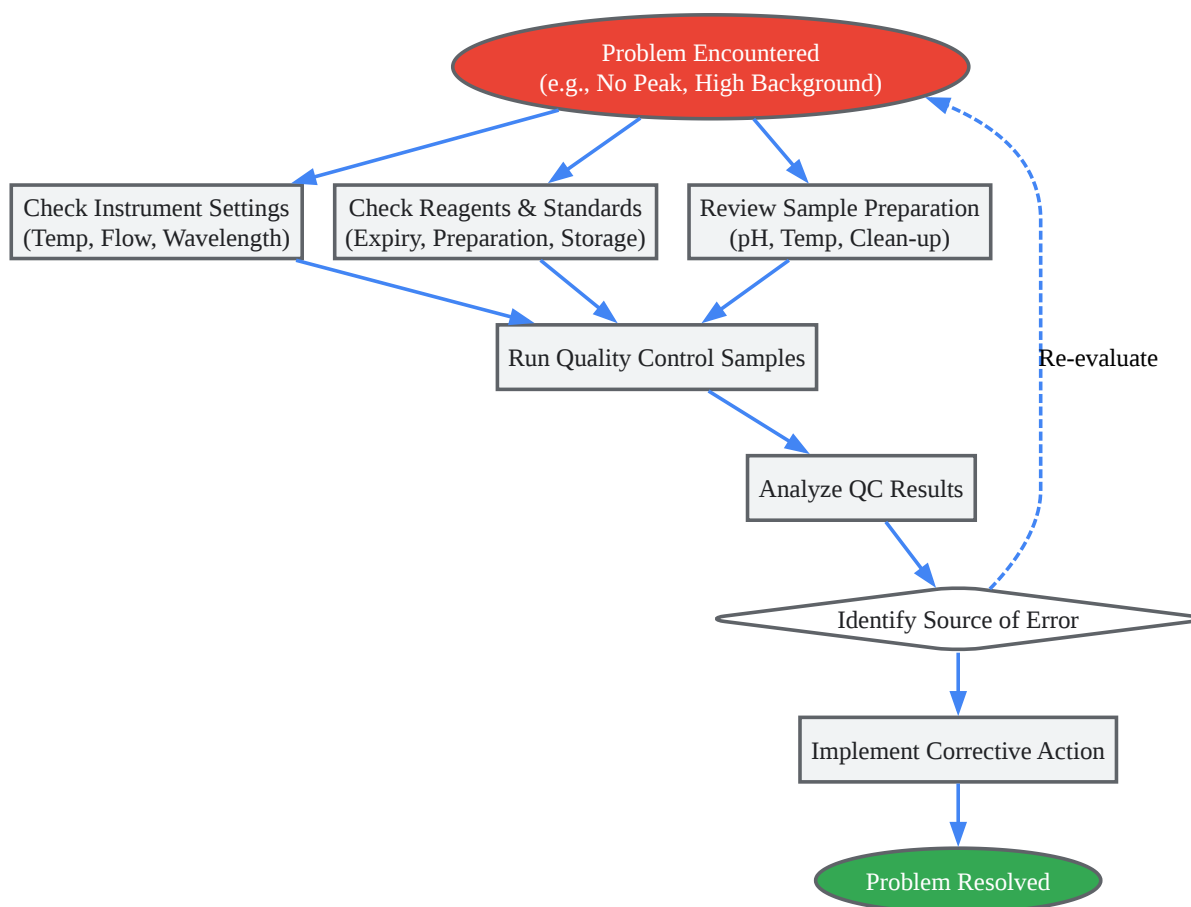 Problem Encountered
(e.g., No Peak, High Background)
Check Instrument Settings
(Temp, Flow, Wavelength)
Check Reagents & Standards
(Expiry, Preparation, Storage)
Review Sample Preparation
(pH, Temp, Clean-up)
Run Quality Control Samples
Re-evaluate
Analyze QC Results
Identify Source of Error
Implement Corrective Action
Problem Resolved